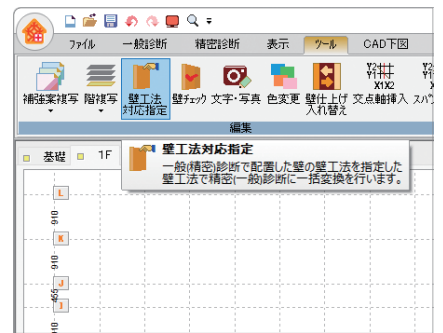 ファイル 一般診断 精密診断 表示 ツール CAD下図
補強案複写 階複写 壁工法 対応指定 壁チェック 文字・写真 色変更 壁仕上げ 入れ替え 交点軸挿入
Y2 Y1 X1X2
編集
基礎 1F
壁工法対応指定
一般(精密)診断で配置した壁の壁工法を指定した
壁工法で精密(一般)診断に一括変換を行います。
L
910
K
910
J
455
I
910